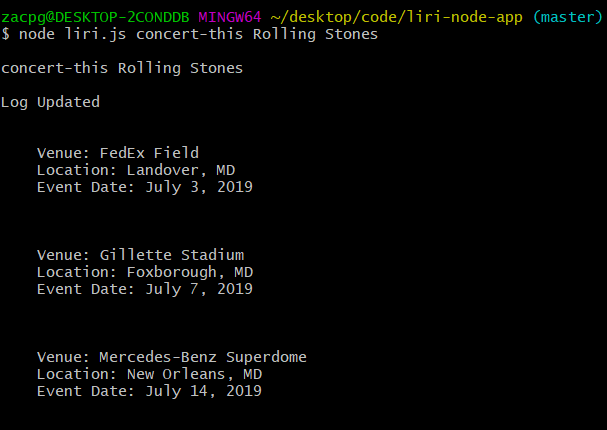 zacpg@DESKTOP-2CONDDB MINGW64 ~/desktop/code/liri-node-app (master)
$ node liri.js concert-this Rolling Stones
concert-this Rolling Stones
Log Updated
Venue: FedEx Field
Location: Landover, MD
Event Date: July 3, 2019
Venue: Gillette Stadium
Location: Foxborough, MD
Event Date: July 7, 2019
Venue: Mercedes-Benz Superdome
Location: New Orleans, MD
Event Date: July 14, 2019